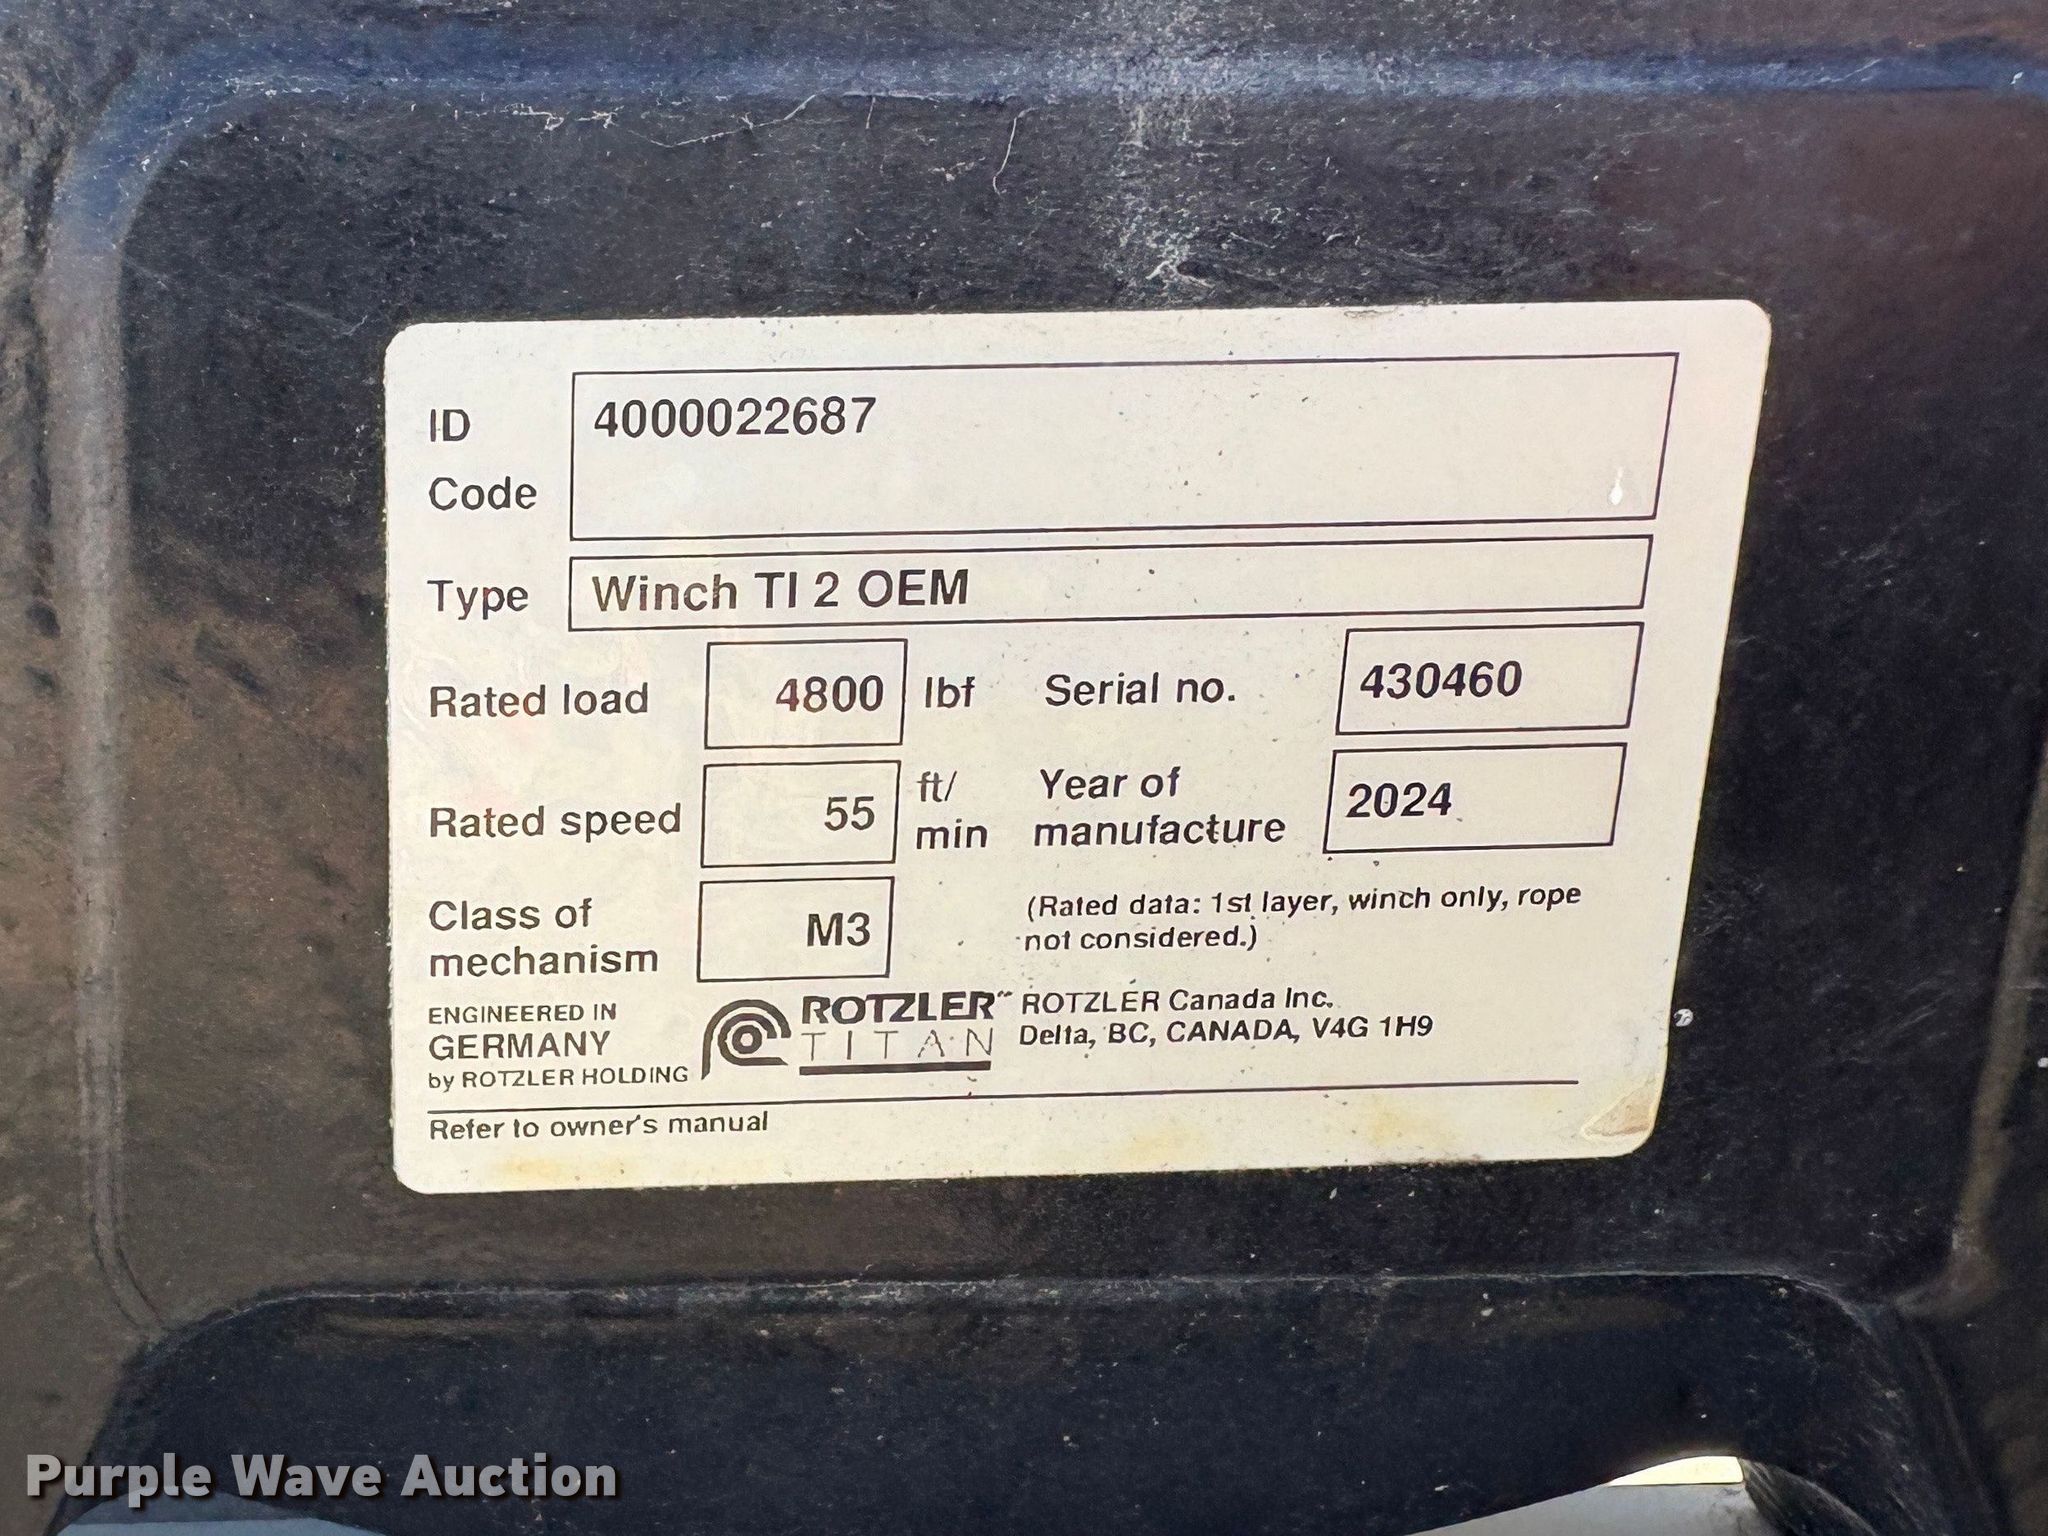 ID
Code
4000022687
Type
Winch TI 2 OEM
Rated load
4800
lbf
Serial no.
430460
Rated speed
55
ft/
min
Year of
manufacture
2024
Class of
mechanism
M3
(Rated data: 1st layer, winch only, rope
not considered.)
ENGINEERED IN
GERMANY
by ROTZLER HOLDING
ROTZLER™
TITAN
ROTZLER Canada Inc.
Delta, BC, CANADA, V4G 1H9
Refer to owner's manual
Purple Wave Auction